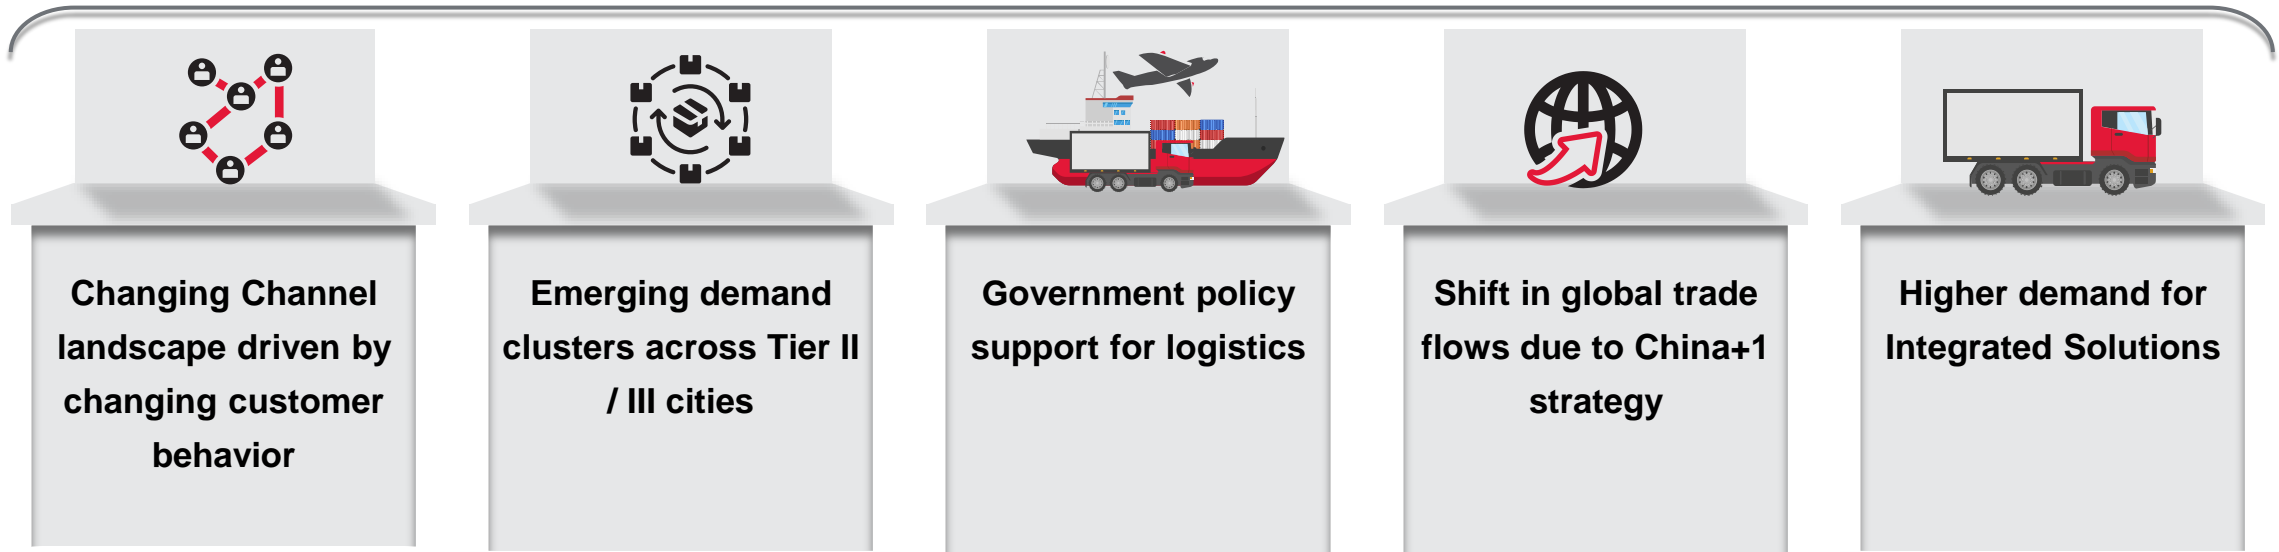 Changing Channel
landscape driven by
changing customer
behavior
Emerging demand
clusters across Tier II
/ III cities
Government policy
support for logistics
Shift in global trade
flows due to China+1
strategy
Higher demand for
Integrated Solutions